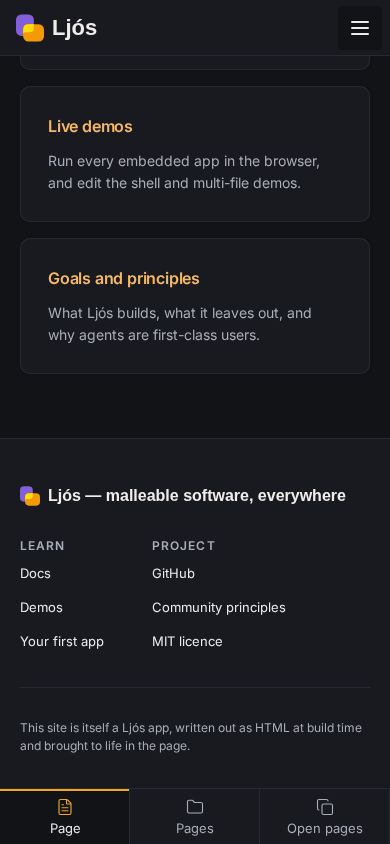 Ljós
Live demos
Run every embedded app in the browser,
and edit the shell and multi-file demos.
Goals and principles
What Ljós builds, what it leaves out, and
why agents are first-class users.
Ljós — malleable software, everywhere
LEARN
Docs
Demos
Your first app
PROJECT
GitHub
Community principles
MIT licence
This site is itself a Ljós app, written out as HTML at build time
and brought to life in the page.
Page
Pages
Open pages